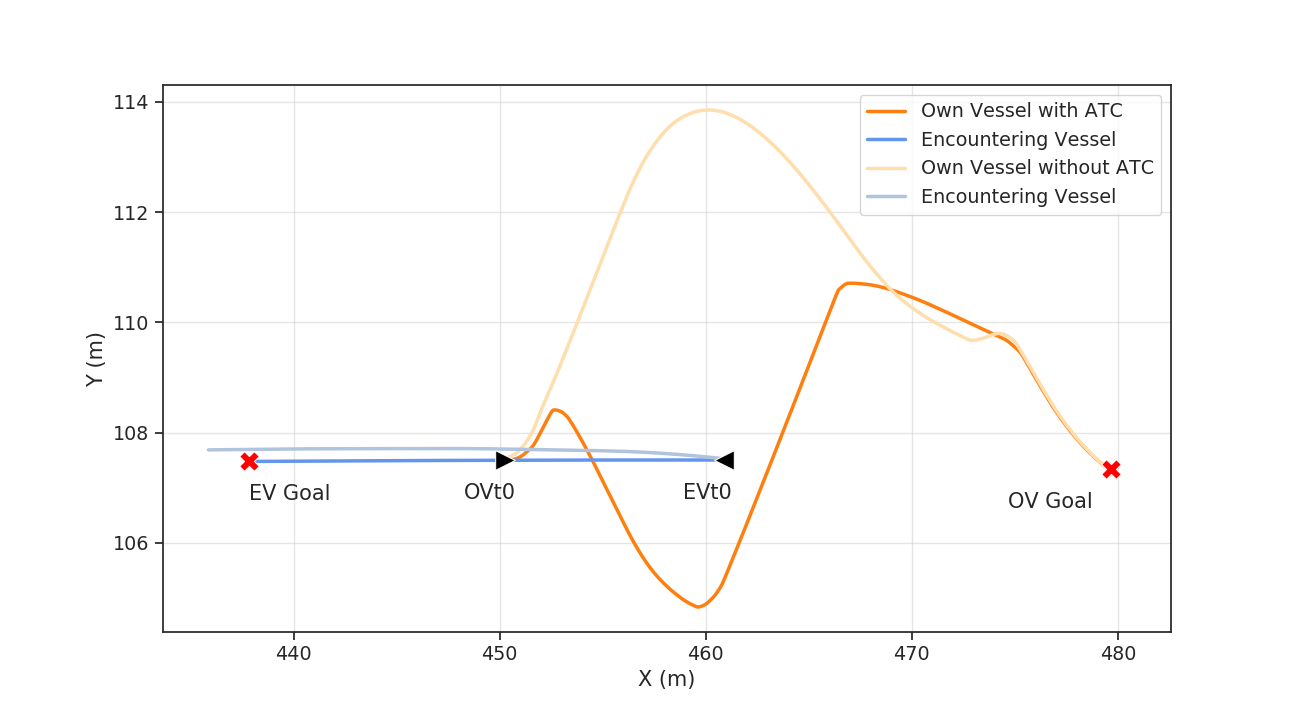 114
112
110
108
106
Y (m)
Own Vessel with ATC
Encountering Vessel
Own Vessel without ATC
Encountering Vessel
EV Goal
OVt0
EVt0
OV Goal
440
450
460
470
480
X (m)